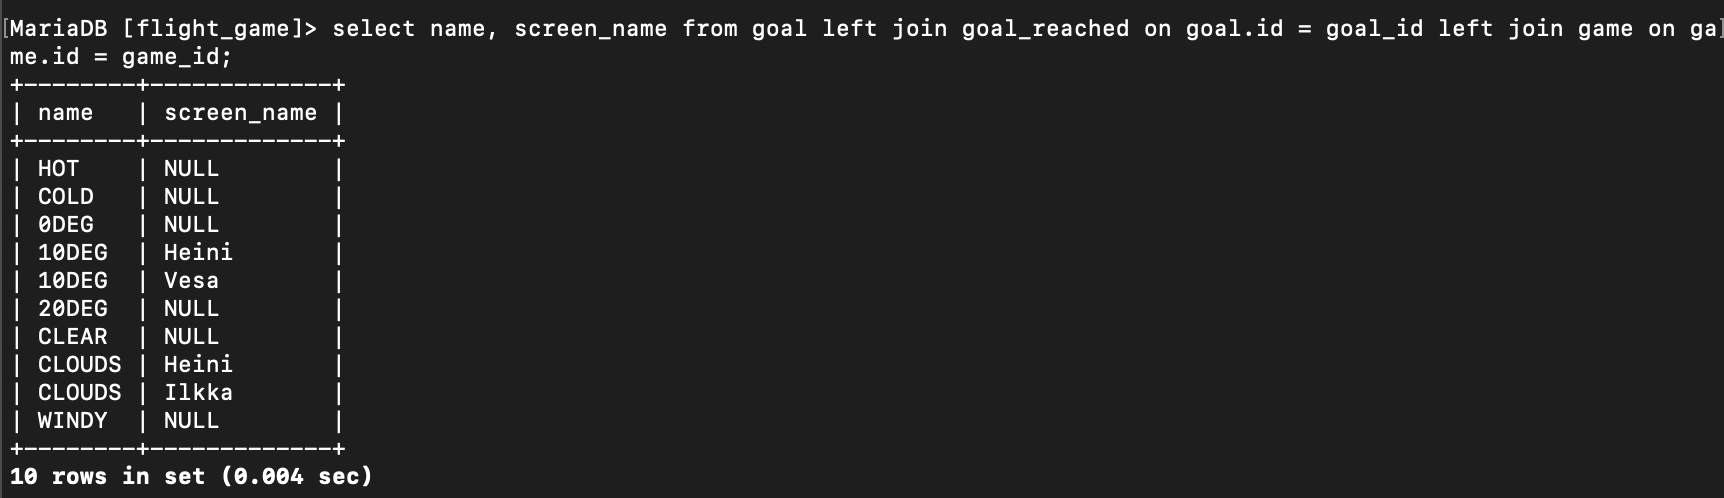 [MariaDB [flight_game]> select name, screen_name from goal left join goal_reached on goal.id = goal_id left join game on ga]
me.id = game_id;
+--------+-------------+
| name   | screen_name |
+--------+-------------+
| HOT    | NULL        |
| COLD   | NULL        |
| 0DEG   | NULL        |
| 10DEG  | Heini       |
| 10DEG  | Vesa        |
| 20DEG  | NULL        |
| CLEAR  | NULL        |
| CLOUDS | Heini       |
| CLOUDS | Ilkka       |
| WINDY  | NULL        |
+--------+-------------+
10 rows in set (0.004 sec)